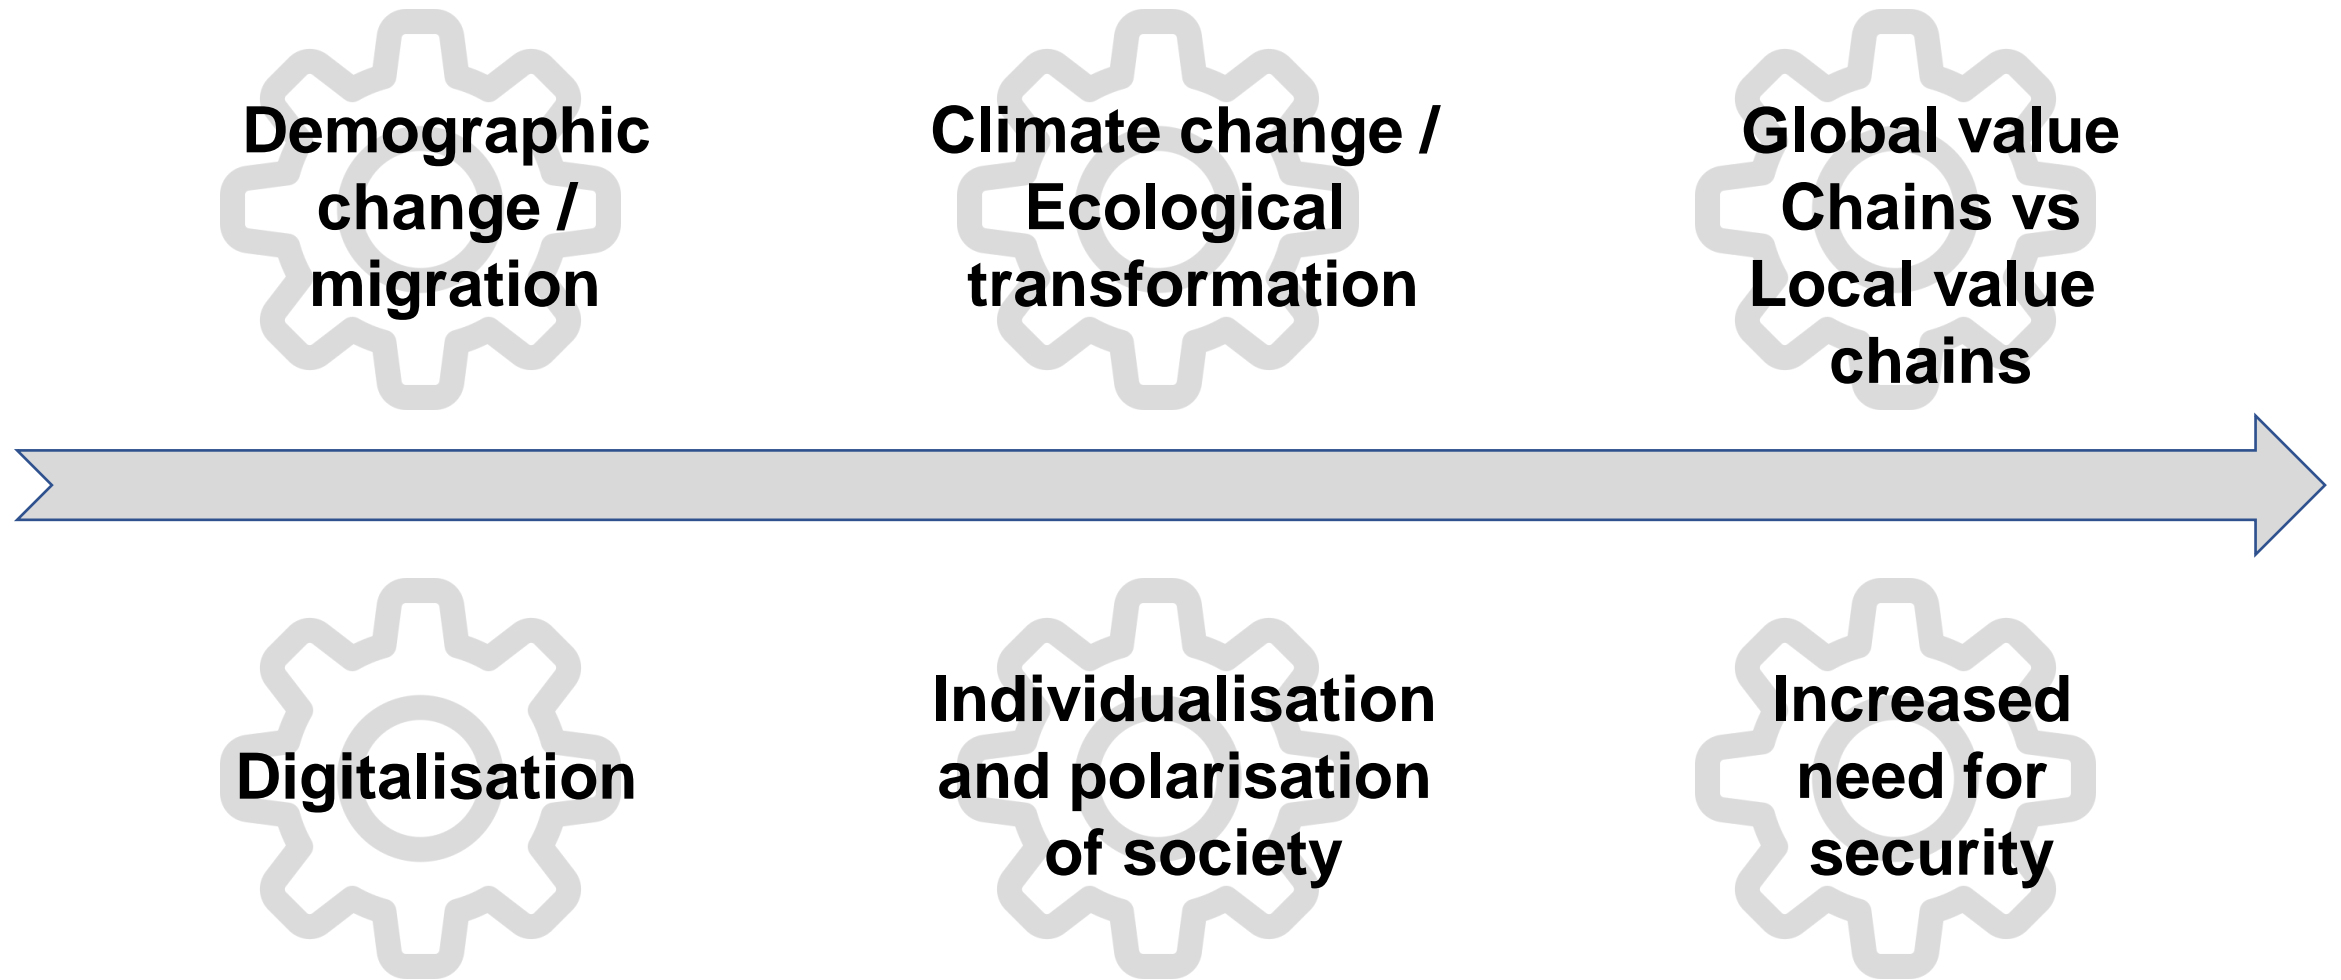 Demographic
change /
migration
Climate change /
Ecological
transformation
Global value
Chains vs
Local value
chains
Digitalisation
Individualisation
and polarisation
of society
Increased
need for
security